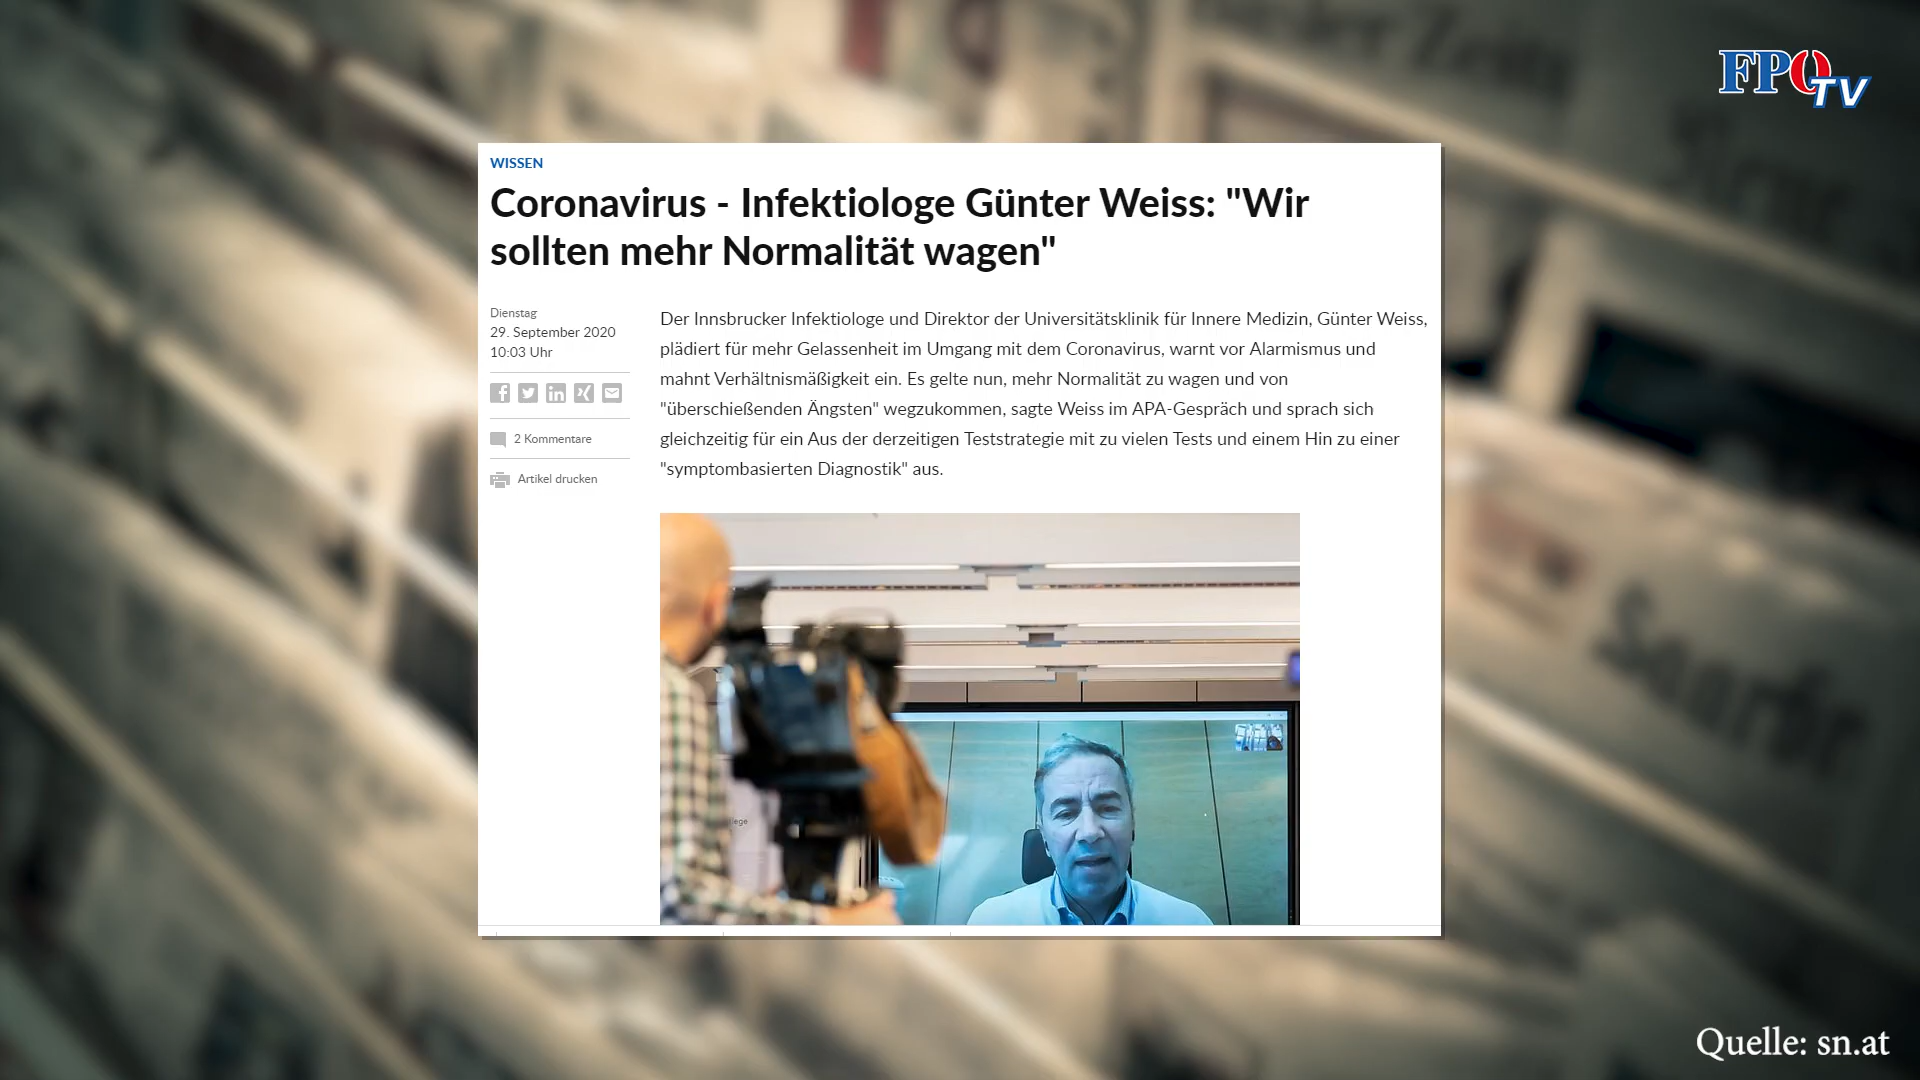 FPÖ TV
WISSEN
Coronavirus - Infektiologe Günter Weiss: "Wir
sollten mehr Normalität wagen"
Dienstag
29. September 2020
10:03 Uhr
2 Kommentare
Artikel drucken
Der Innsbrucker Infektiologe und Direktor der Universitätsklinik für Innere Medizin, Günter Weiss,
plädiert für mehr Gelassenheit im Umgang mit dem Coronavirus, warnt vor Alarmismus und
mahnt Verhältnismäßigkeit ein. Es gelte nun, mehr Normalität zu wagen und von
"überschießenden Ängsten" wegzukommen, sagte Weiss im APA-Gespräch und sprach sich
gleichzeitig für ein Aus der derzeitigen Teststrategie mit zu vielen Tests und einem Hin zu einer
"symptombasierten Diagnostik" aus.
Quelle: sn.at